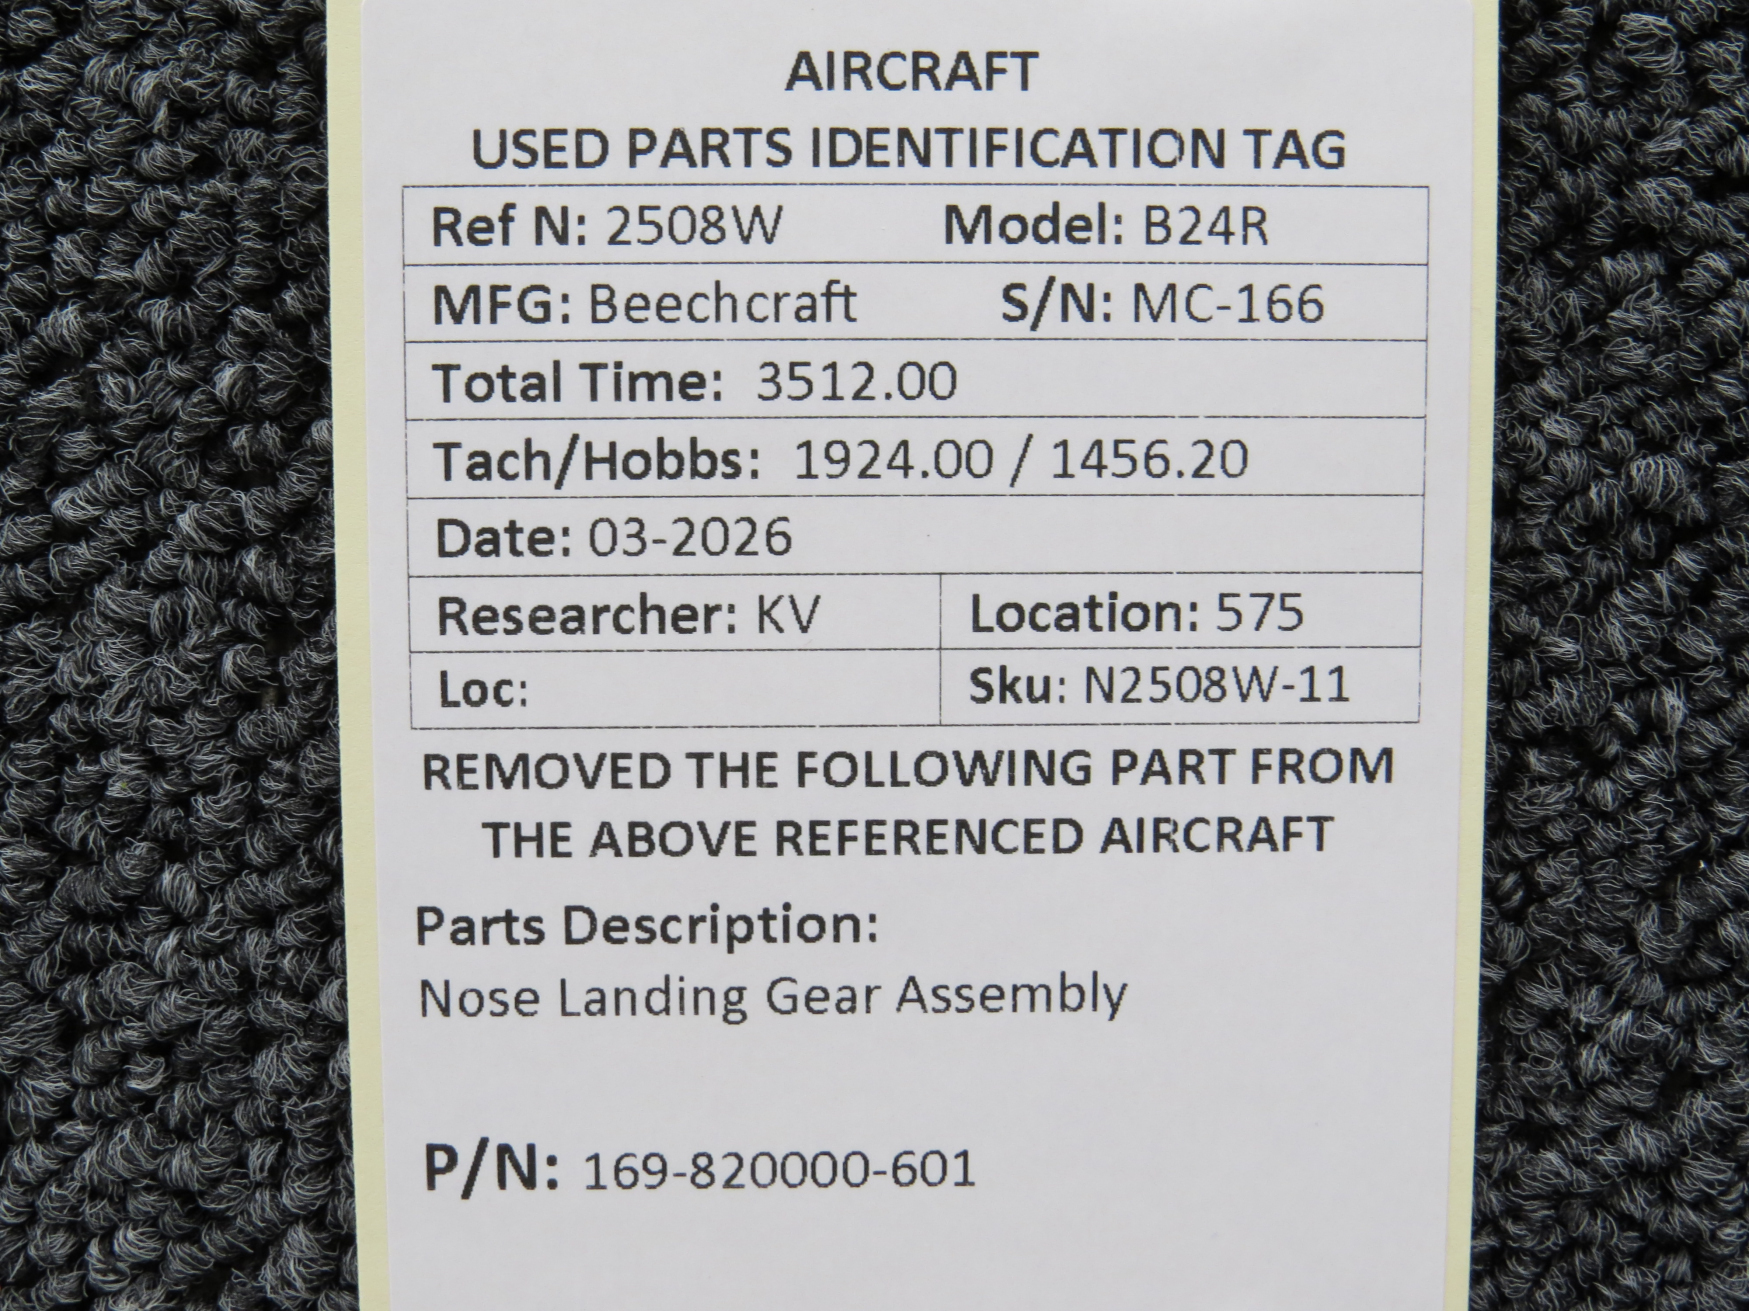 AIRCRAFT
USED PARTS IDENTIFICATION TAG
Ref N: 2508W Model: B24R
MFG: Beechcraft S/N: MC-166
Total Time: 3512.00
Tach/Hobbs: 1924.00 / 1456.20
Date: 03-2026
Researcher: KV Location: 575
Loc: Sku: N2508W-11
REMOVED THE FOLLOWING PART FROM
THE ABOVE REFERENCED AIRCRAFT
Parts Description:
Nose Landing Gear Assembly
P/N: 169-820000-601